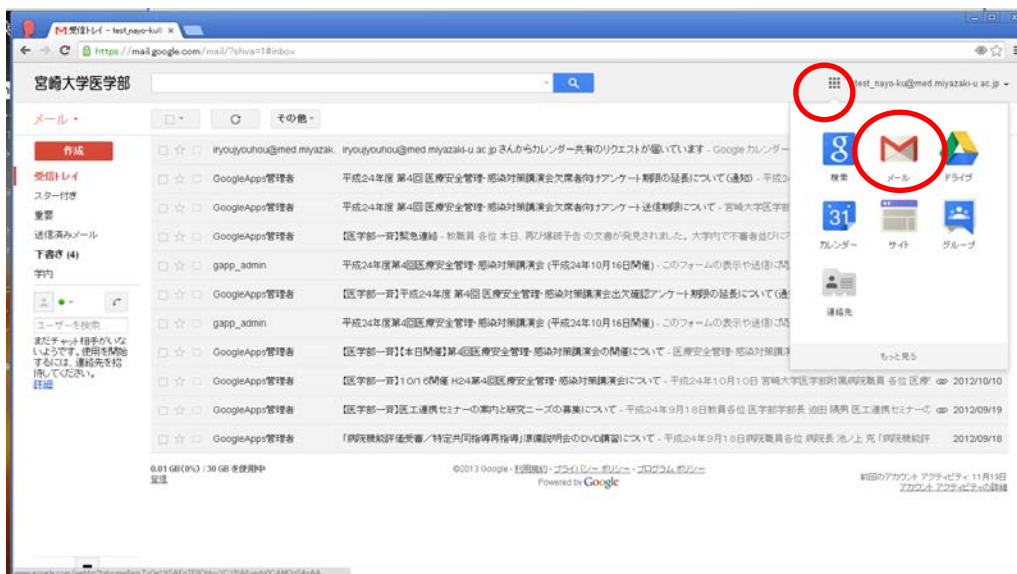 受信トレイ - test_nayo-ku@
https://mail.google.com/mail/?shva=1#inbox
宮崎大学医学部
test_nayo-ku@med.miyazaki-u.ac.jp
メール
その他
作成
受信トレイ
スター付き
重要
送信済みメール
下書き (4)
学内
ユーザーを検索
まだチャット相手がいな
いようです。使用を開始
するには、連絡先を招
待してください。
詳細
iryoujyouhou@med.miyazak. iryoujyouhou@med.miyazaki-u.ac.jp さんからカレンダー共有のリクエストが届いています - Google カレンダー
GoogleApps管理者 平成24年度 第4回 医療安全管理・感染対策講演会欠席者向けアンケート期限の延長について(通知) - 平成2
GoogleApps管理者 平成24年度 第4回 医療安全管理・感染対策講演会欠席者向けアンケート送信期限について - 宮崎大学医学部
GoogleApps管理者 【医学部一斉】緊急連絡 - 教職員 各位 本日、再び爆破予告 の文書が発見されました。大学内で不審者並びに
gapp_admin 平成24年度第4回医療安全管理・感染対策講演会 (平成24年10月16日開催) - このフォームの表示や送信に問
GoogleApps管理者 【医学部一斉】平成24年度 第4回 医療安全管理・感染対策講演会出欠確認アンケート期限の延長について(通
gapp_admin 平成24年度第4回医療安全管理・感染対策講演会 (平成24年10月16日開催) - このフォームの表示や送信に問
GoogleApps管理者 【医学部一斉】【本日開催】第4回医療安全管理・感染対策講演会の開催について - 医療安全管理・感染対策講演
GoogleApps管理者 【医学部一斉】10/16開催 H24第4回医療安全管理・感染対策講演会について - 平成24年10月10日 宮崎大学医学部附属病院職員 各位 医療 2012/10/10
GoogleApps管理者 【医学部一斉】医工連携セミナーの案内と研究ニーズの募集について - 平成24年9月18日教員各位 医学部学部長 迫田 隅男 医工連携セミナーの 2012/09/19
GoogleApps管理者 「病院機能評価受審/特定共同指導再指導」準備説明会のDVD講習について - 平成24年9月18日病院職員各位 病院長 池ノ上 克 「病院機能評 2012/09/18
検索 メール ドライブ
31
カレンダー サイト グループ
連絡先
もっと見る
0.01 GB (0%) / 30 GB を使用中
管理
©2013 Google - 利用規約 - プライバシー ポリシー - プログラム ポリシー
Powered by Google
前回のアカウント アクティビティ: 11月19日
アカウント アクティビティの詳細